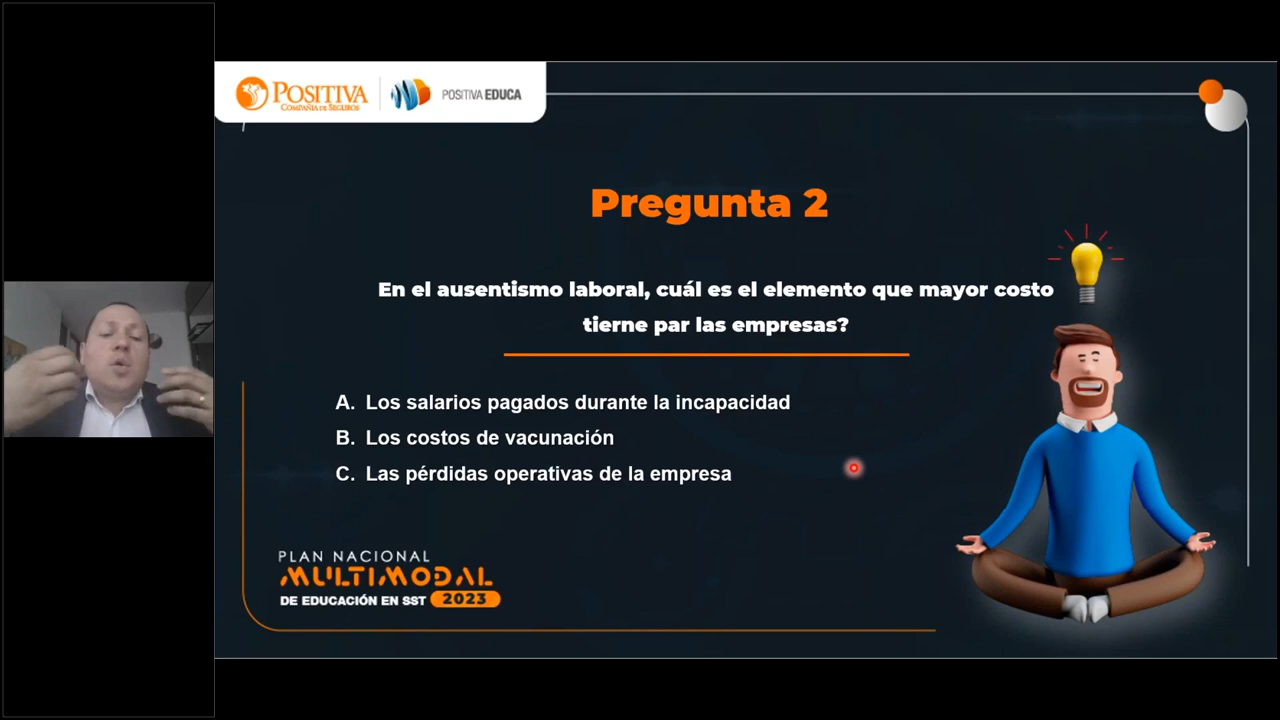 POSITIVA
COMPAÑÍA DE SEGUROS
POSITIVA EDUCA
Pregunta 2
En el ausentismo laboral, cuál es el elemento que mayor costo
tierne par las empresas?
A. Los salarios pagados durante la incapacidad
B. Los costos de vacunación
C. Las pérdidas operativas de la empresa
PLAN NACIONAL
MULTIMODAL
DE EDUCACIÓN EN SST 2023